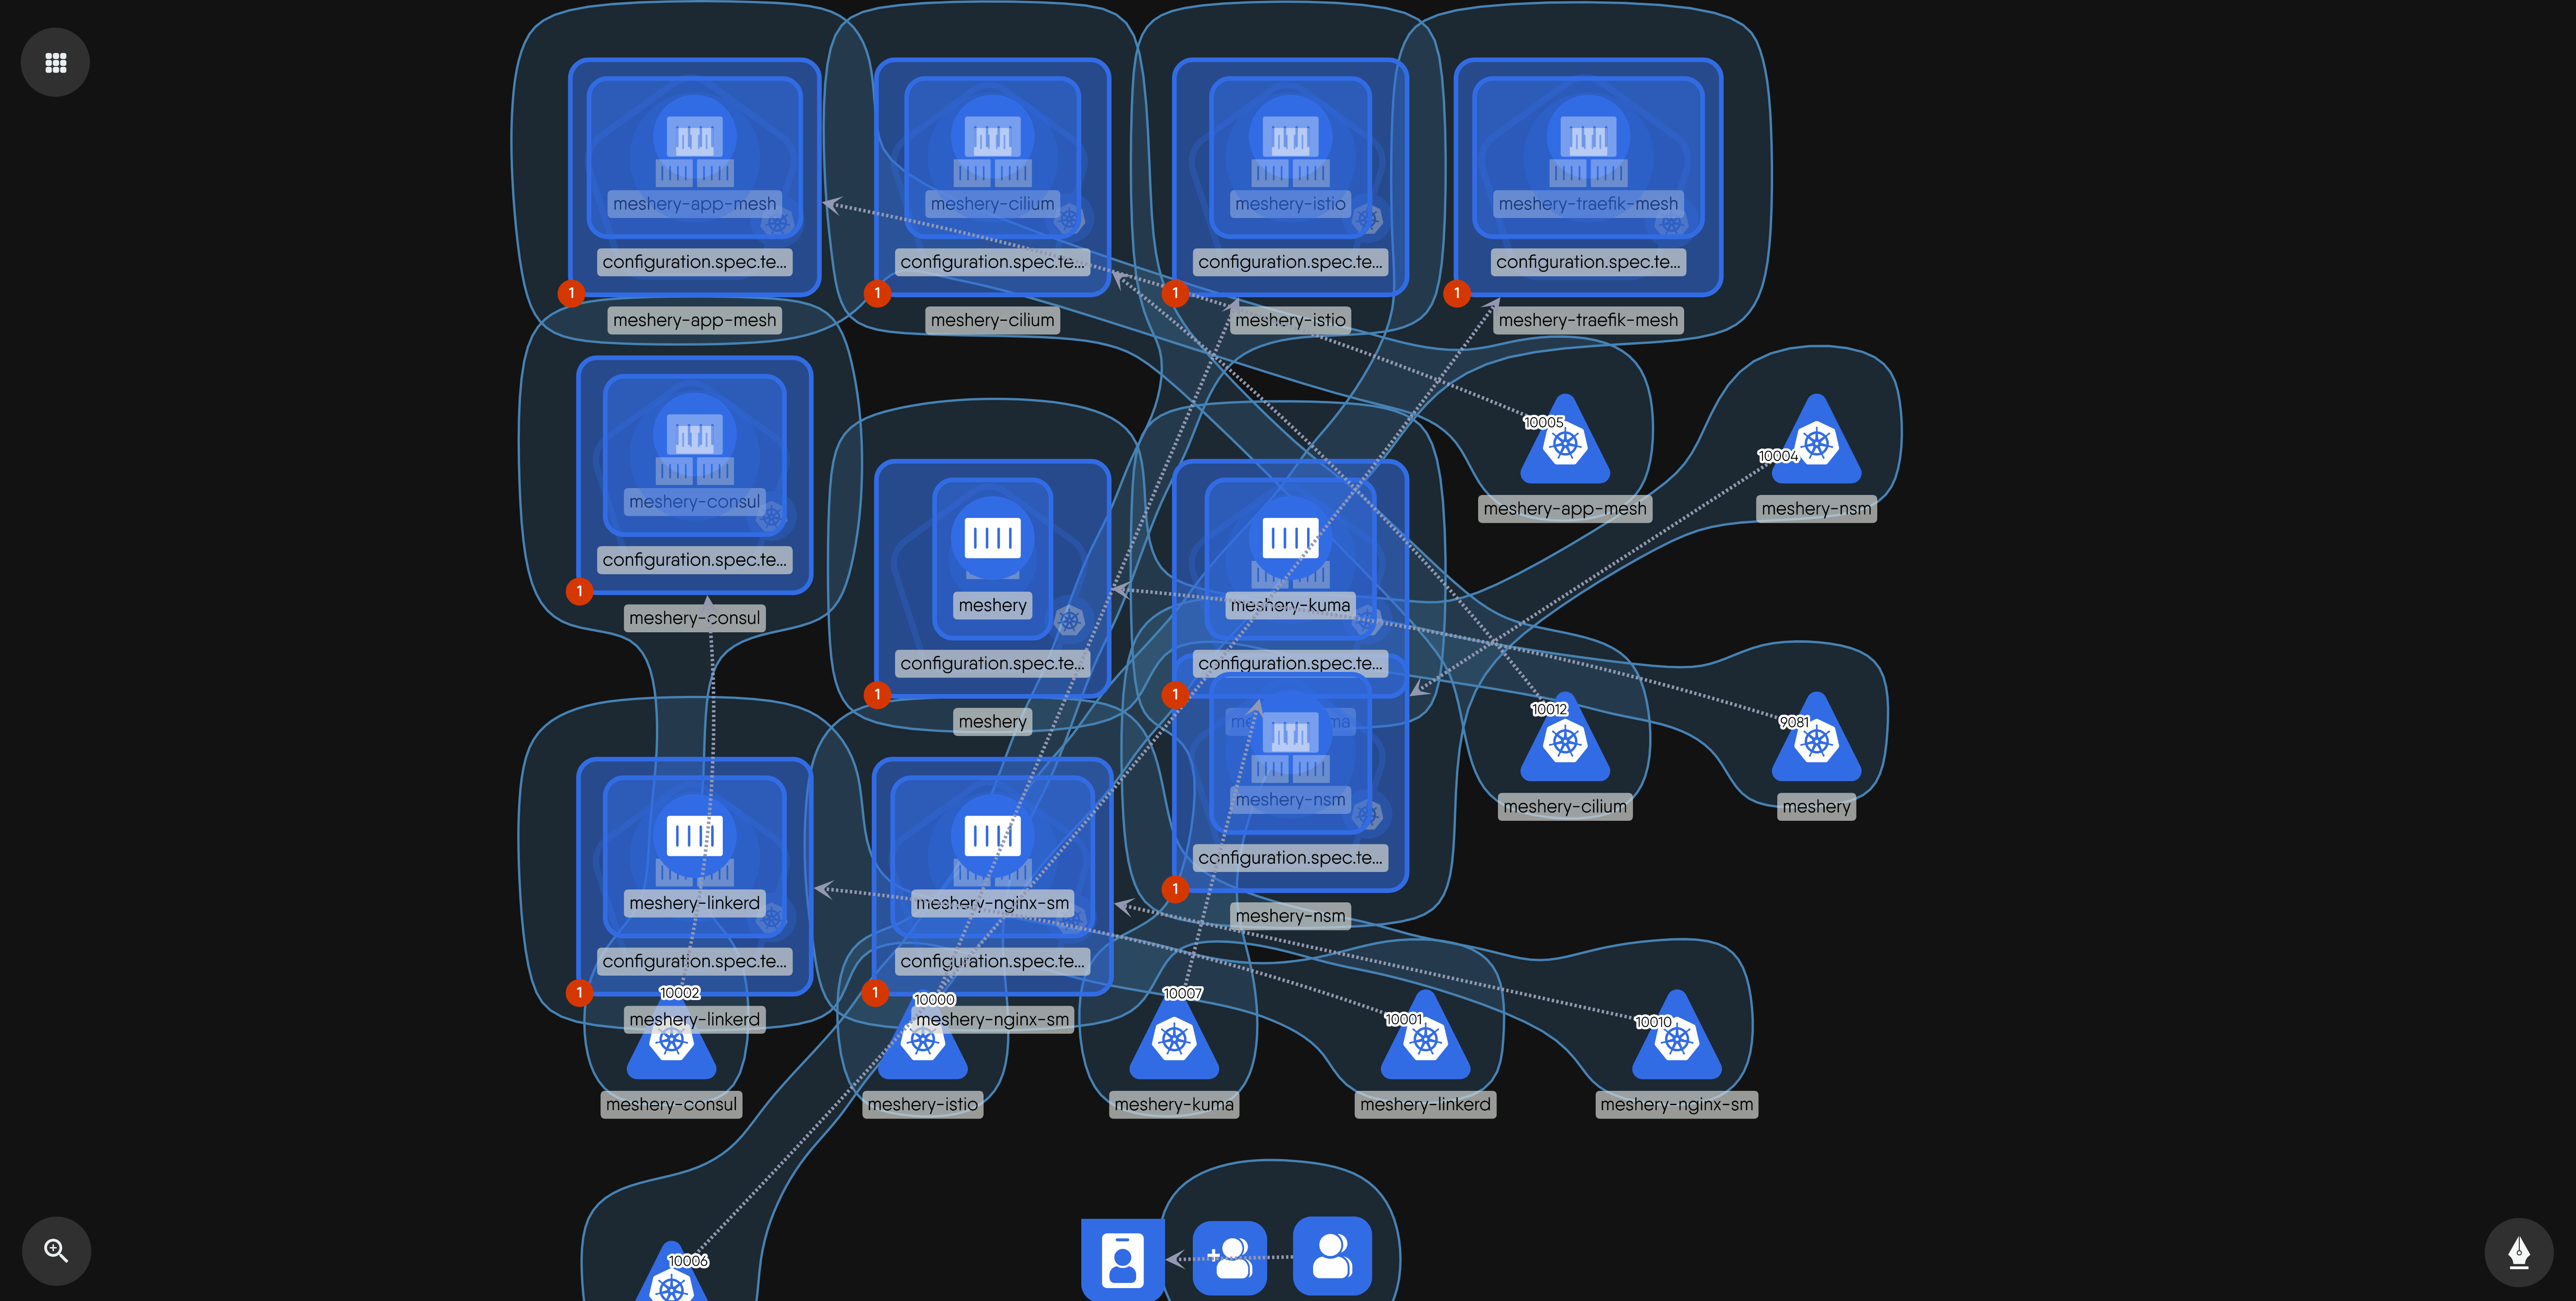 meshery-app-mesh
meshery-cilium
meshery-istio
meshery-traefik-mesh
configuration.spec.te...
configuration.spec.te...
configuration.spec.te...
configuration.spec.te...
1
1
1
1
meshery-app-mesh
meshery-cilium
meshery-istio
meshery-traefik-mesh
10005
10004
meshery-consul
meshery-app-mesh
meshery-nsm
configuration.spec.te...
1
meshery-consul
meshery
meshery-kuma
configuration.spec.te...
configuration.spec.te...
1
1
meshery
10012
9081
meshery-nsm
meshery-cilium
meshery
configuration.spec.te...
1
meshery-nsm
meshery-linkerd
meshery-nginx-sm
configuration.spec.te...
configuration.spec.te...
1
1
10002
10000
10007
10001
10010
meshery-linkerd
meshery-nginx-sm
meshery-consul
meshery-istio
meshery-kuma
meshery-linkerd
meshery-nginx-sm
10006